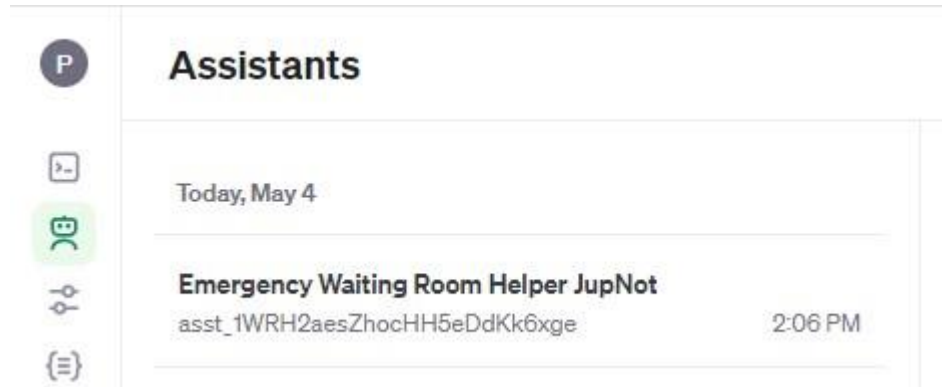 P
Assistants
Today, May 4
Emergency Waiting Room Helper JupNot
asst_1WRH2aesZhocHH5eDdKk6xge
2:06 PM